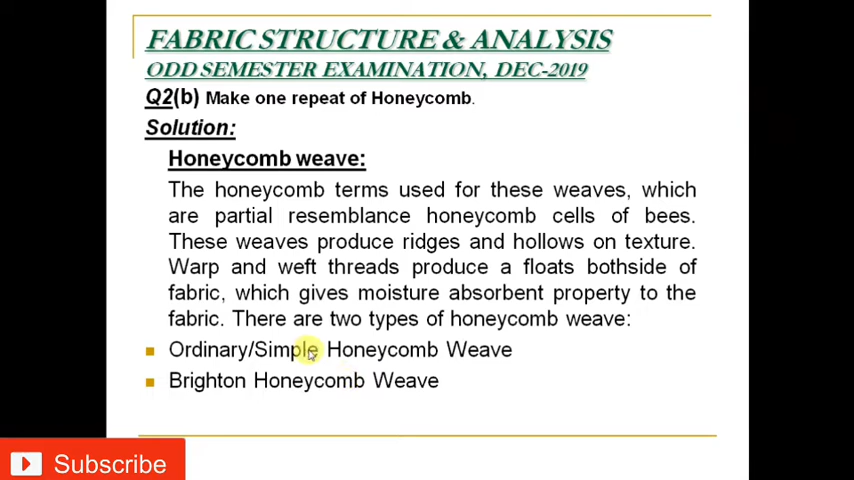 FABRIC STRUCTURE & ANALYSIS
ODD SEMESTER EXAMINATION, DEC-2019
Q2(b) Make one repeat of Honeycomb.
Solution:
Honeycomb weave:
The honeycomb terms used for these weaves, which
are partial resemblance honeycomb cells of bees.
These weaves produce ridges and hollows on texture.
Warp and weft threads produce a floats bothside of
fabric, which gives moisture absorbent property to the
fabric. There are two types of honeycomb weave:
Ordinary/Simple Honeycomb Weave
Brighton Honeycomb Weave
Subscribe